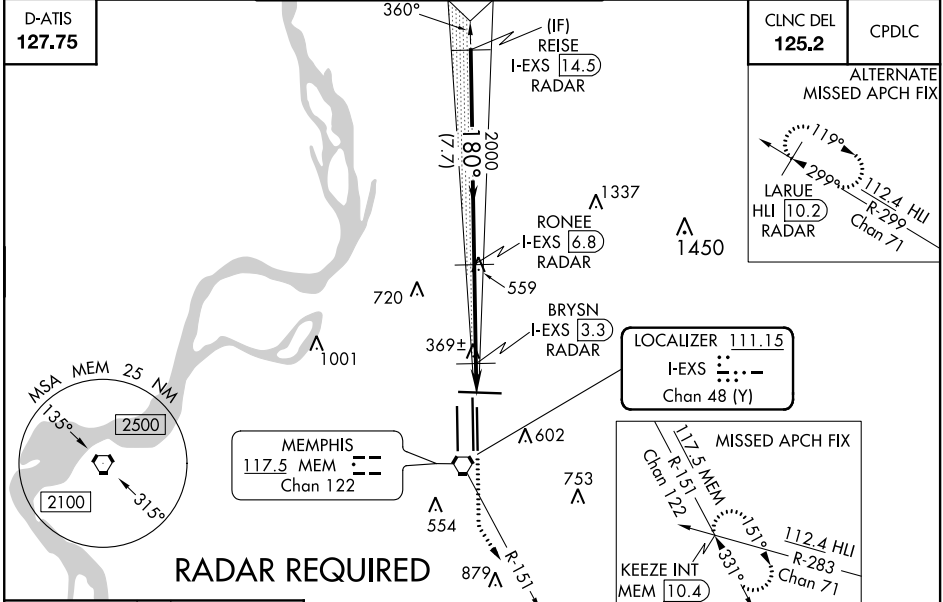 D-ATIS
127.75
360°
(IF)
REISE
I-EXS 14.5
RADAR
CLNC DEL
125.2
CPDLC
ALTERNATE
MISSED APCH FIX
119°
299°
112.4 HLI
R-299
Chan 71
LARUE
HLI 10.2
RADAR
2000
180°
(7.7)
1337
RONEE
I-EXS 6.8
RADAR
1450
559
720
BRYSN
I-EXS 3.3
RADAR
369±
1001
LOCALIZER 111.15
I-EXS
Chan 48 (Y)
MSA MEM 25 NM
135°
2500
2100
315°
MEMPHIS
117.5 MEM
Chan 122
602
753
554
R-151
879
RADAR REQUIRED
MISSED APCH FIX
117.5 MEM
R-151
Chan 122
151°
331°
112.4 HLI
R-283
Chan 71
KEEZE INT
MEM 10.4